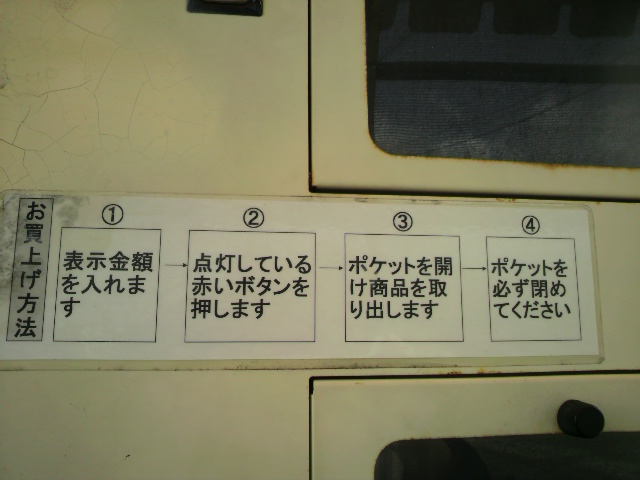 お買上げ方法
①
表示金額
を入れま
す
②
点灯している
赤いボタンを
押します
③
ポケットを開
け商品を取
り出します
④
ポケットを
必ず閉め
てください